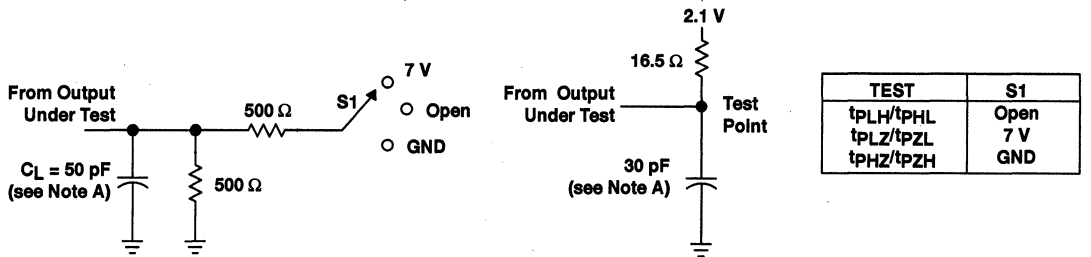 From Output
Under Test
500 Ω
S1
7 V
Open
GND
CL = 50 pF
(see Note A)
500 Ω
2.1 V
16.5 Ω
From Output
Under Test
Test
Point
30 pF
(see Note A)
TEST S1
tPLH/tPHL Open
tPLZ/tPZL 7 V
tPHZ/tPZH GND